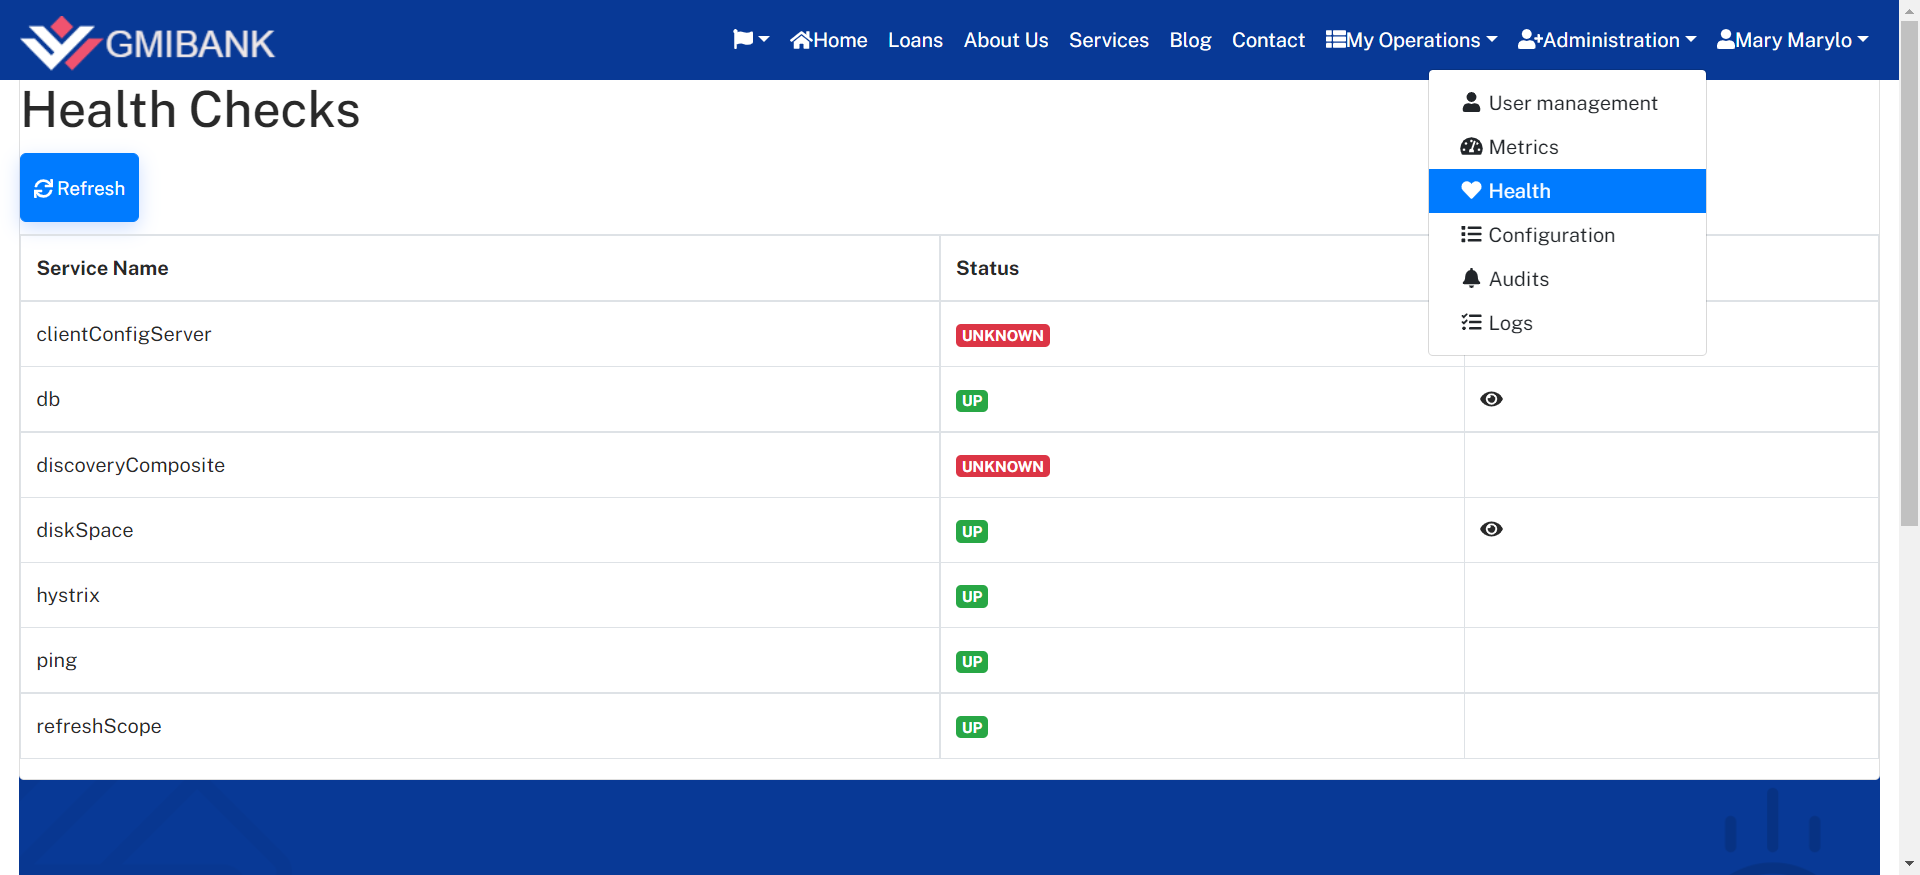 GMIBANK
Home Loans About Us Services Blog Contact My Operations Administration Mary Marylo
Health Checks
User management
Metrics
Health
Configuration
Audits
Logs
Refresh
Service Name Status
clientConfigServer UNKNOWN
db UP
discoveryComposite UNKNOWN
diskSpace UP
hystrix UP
ping UP
refreshScope UP